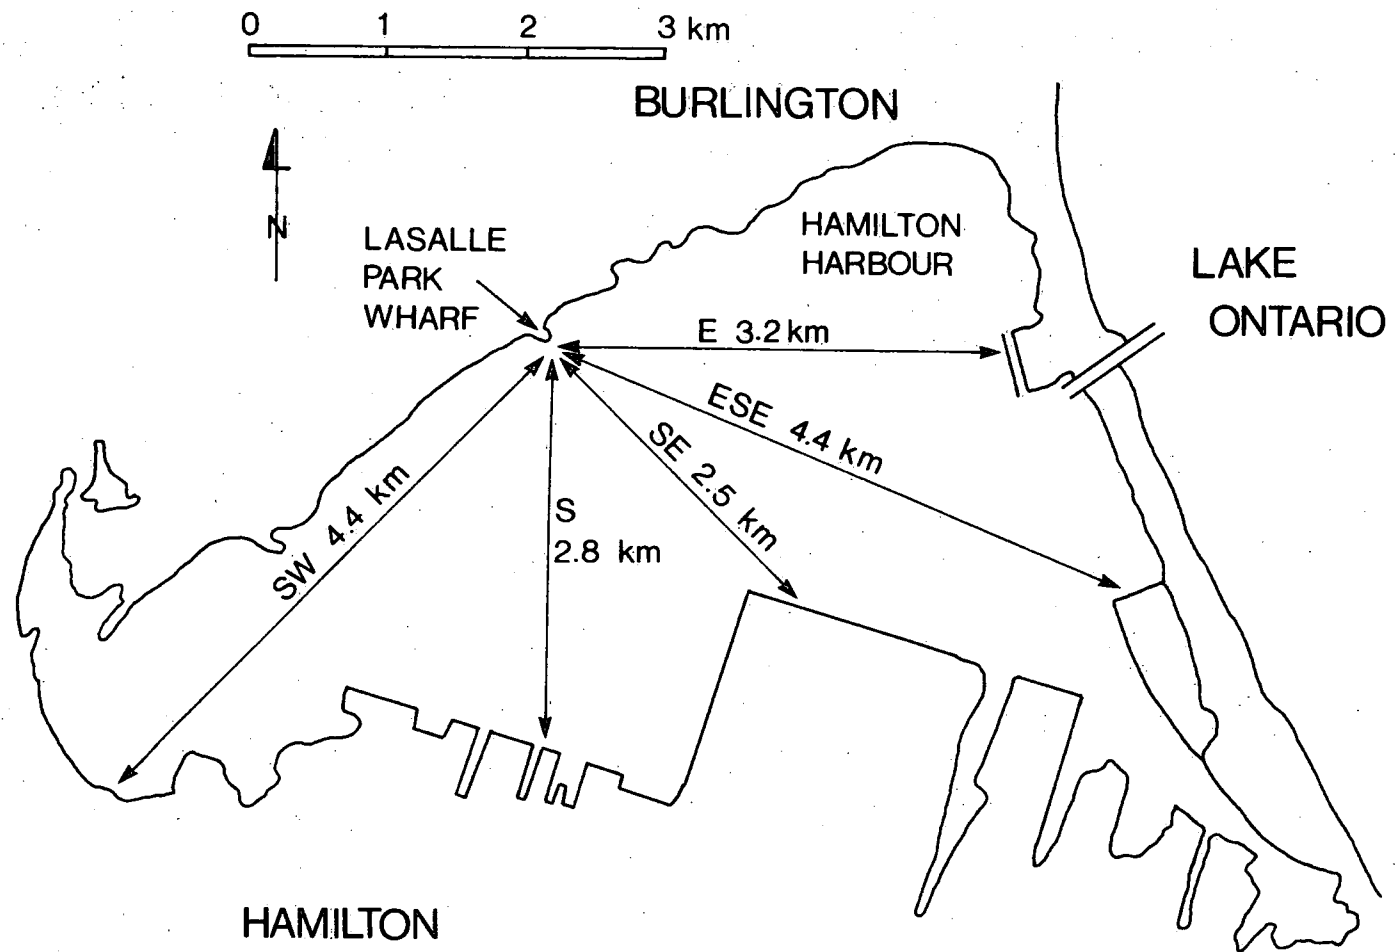 0 1 2 3 km
BURLINGTON
N
LASALLE
PARK
WHARF
HAMILTON
HARBOUR
LAKE
ONTARIO
E 3.2 km
ESE 4.4 km
SE 2.5 km
S
2.8 km
SW 4.4 km
HAMILTON